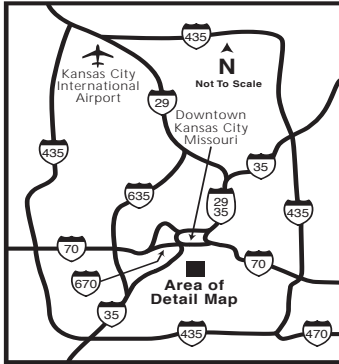 435
N
Not To Scale
Kansas City
International
Airport
29
Downtown
Kansas City
Missouri
435
635
35
29
35
435
70
670
Area of
Detail Map
70
35
435
470